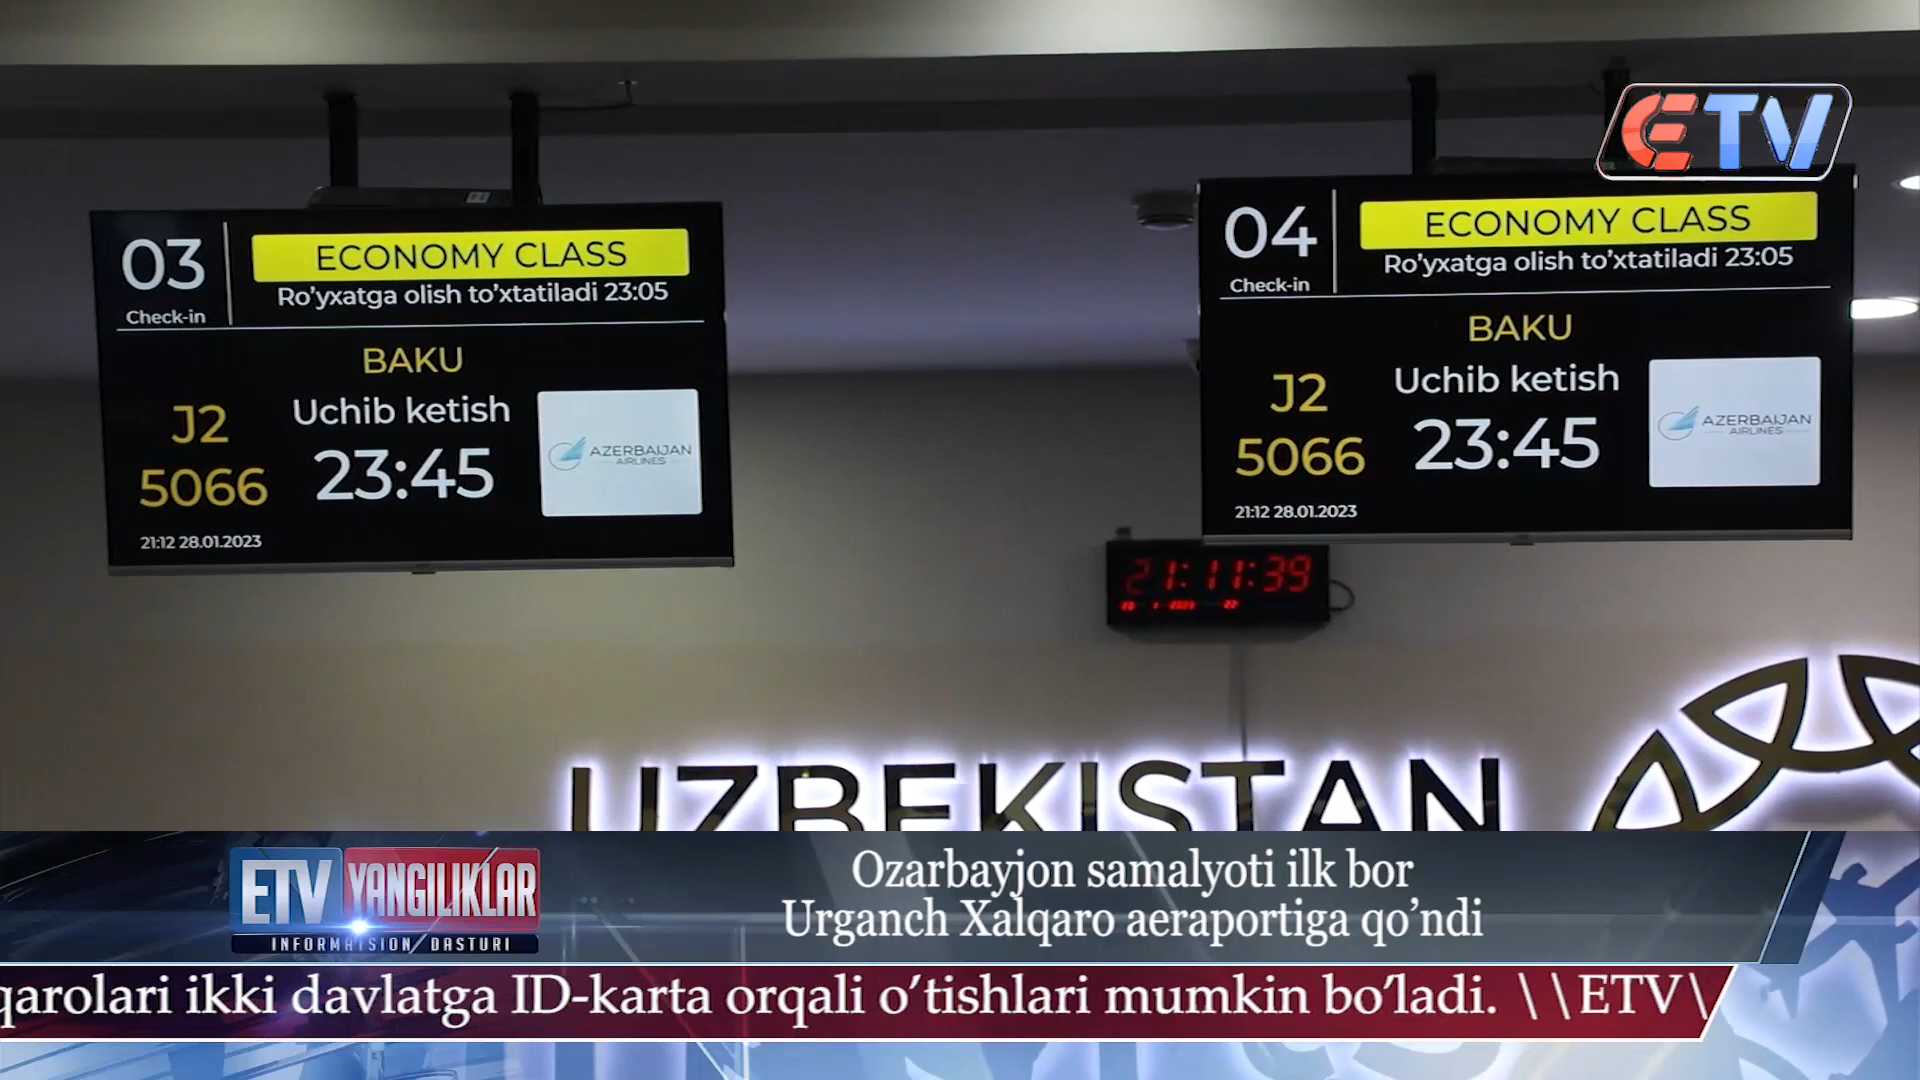 ETV
03
Check-in
ECONOMY CLASS
Ro'yxatga olish to'xtatiladi 23:05
BAKU
J2
5066
Uchib ketish
23:45
AZERBAIJAN
AIRLINES
21:12 28.01.2023
04
Check-in
ECONOMY CLASS
Ro'yxatga olish to'xtatiladi 23:05
BAKU
J2
5066
Uchib ketish
23:45
AZERBAIJAN
AIRLINES
21:12 28.01.2023
21:11:39
UZBEKISTAN
ETV YANGILIKLAR
INFORMATSION DASTURI
Ozarbayjon samalyoti ilk bor
Urganch Xalqaro aeraportiga qo'ndi
qarolari ikki davlatga ID-karta orqali o'tishlari mumkin bo'ladi. \\ETV\